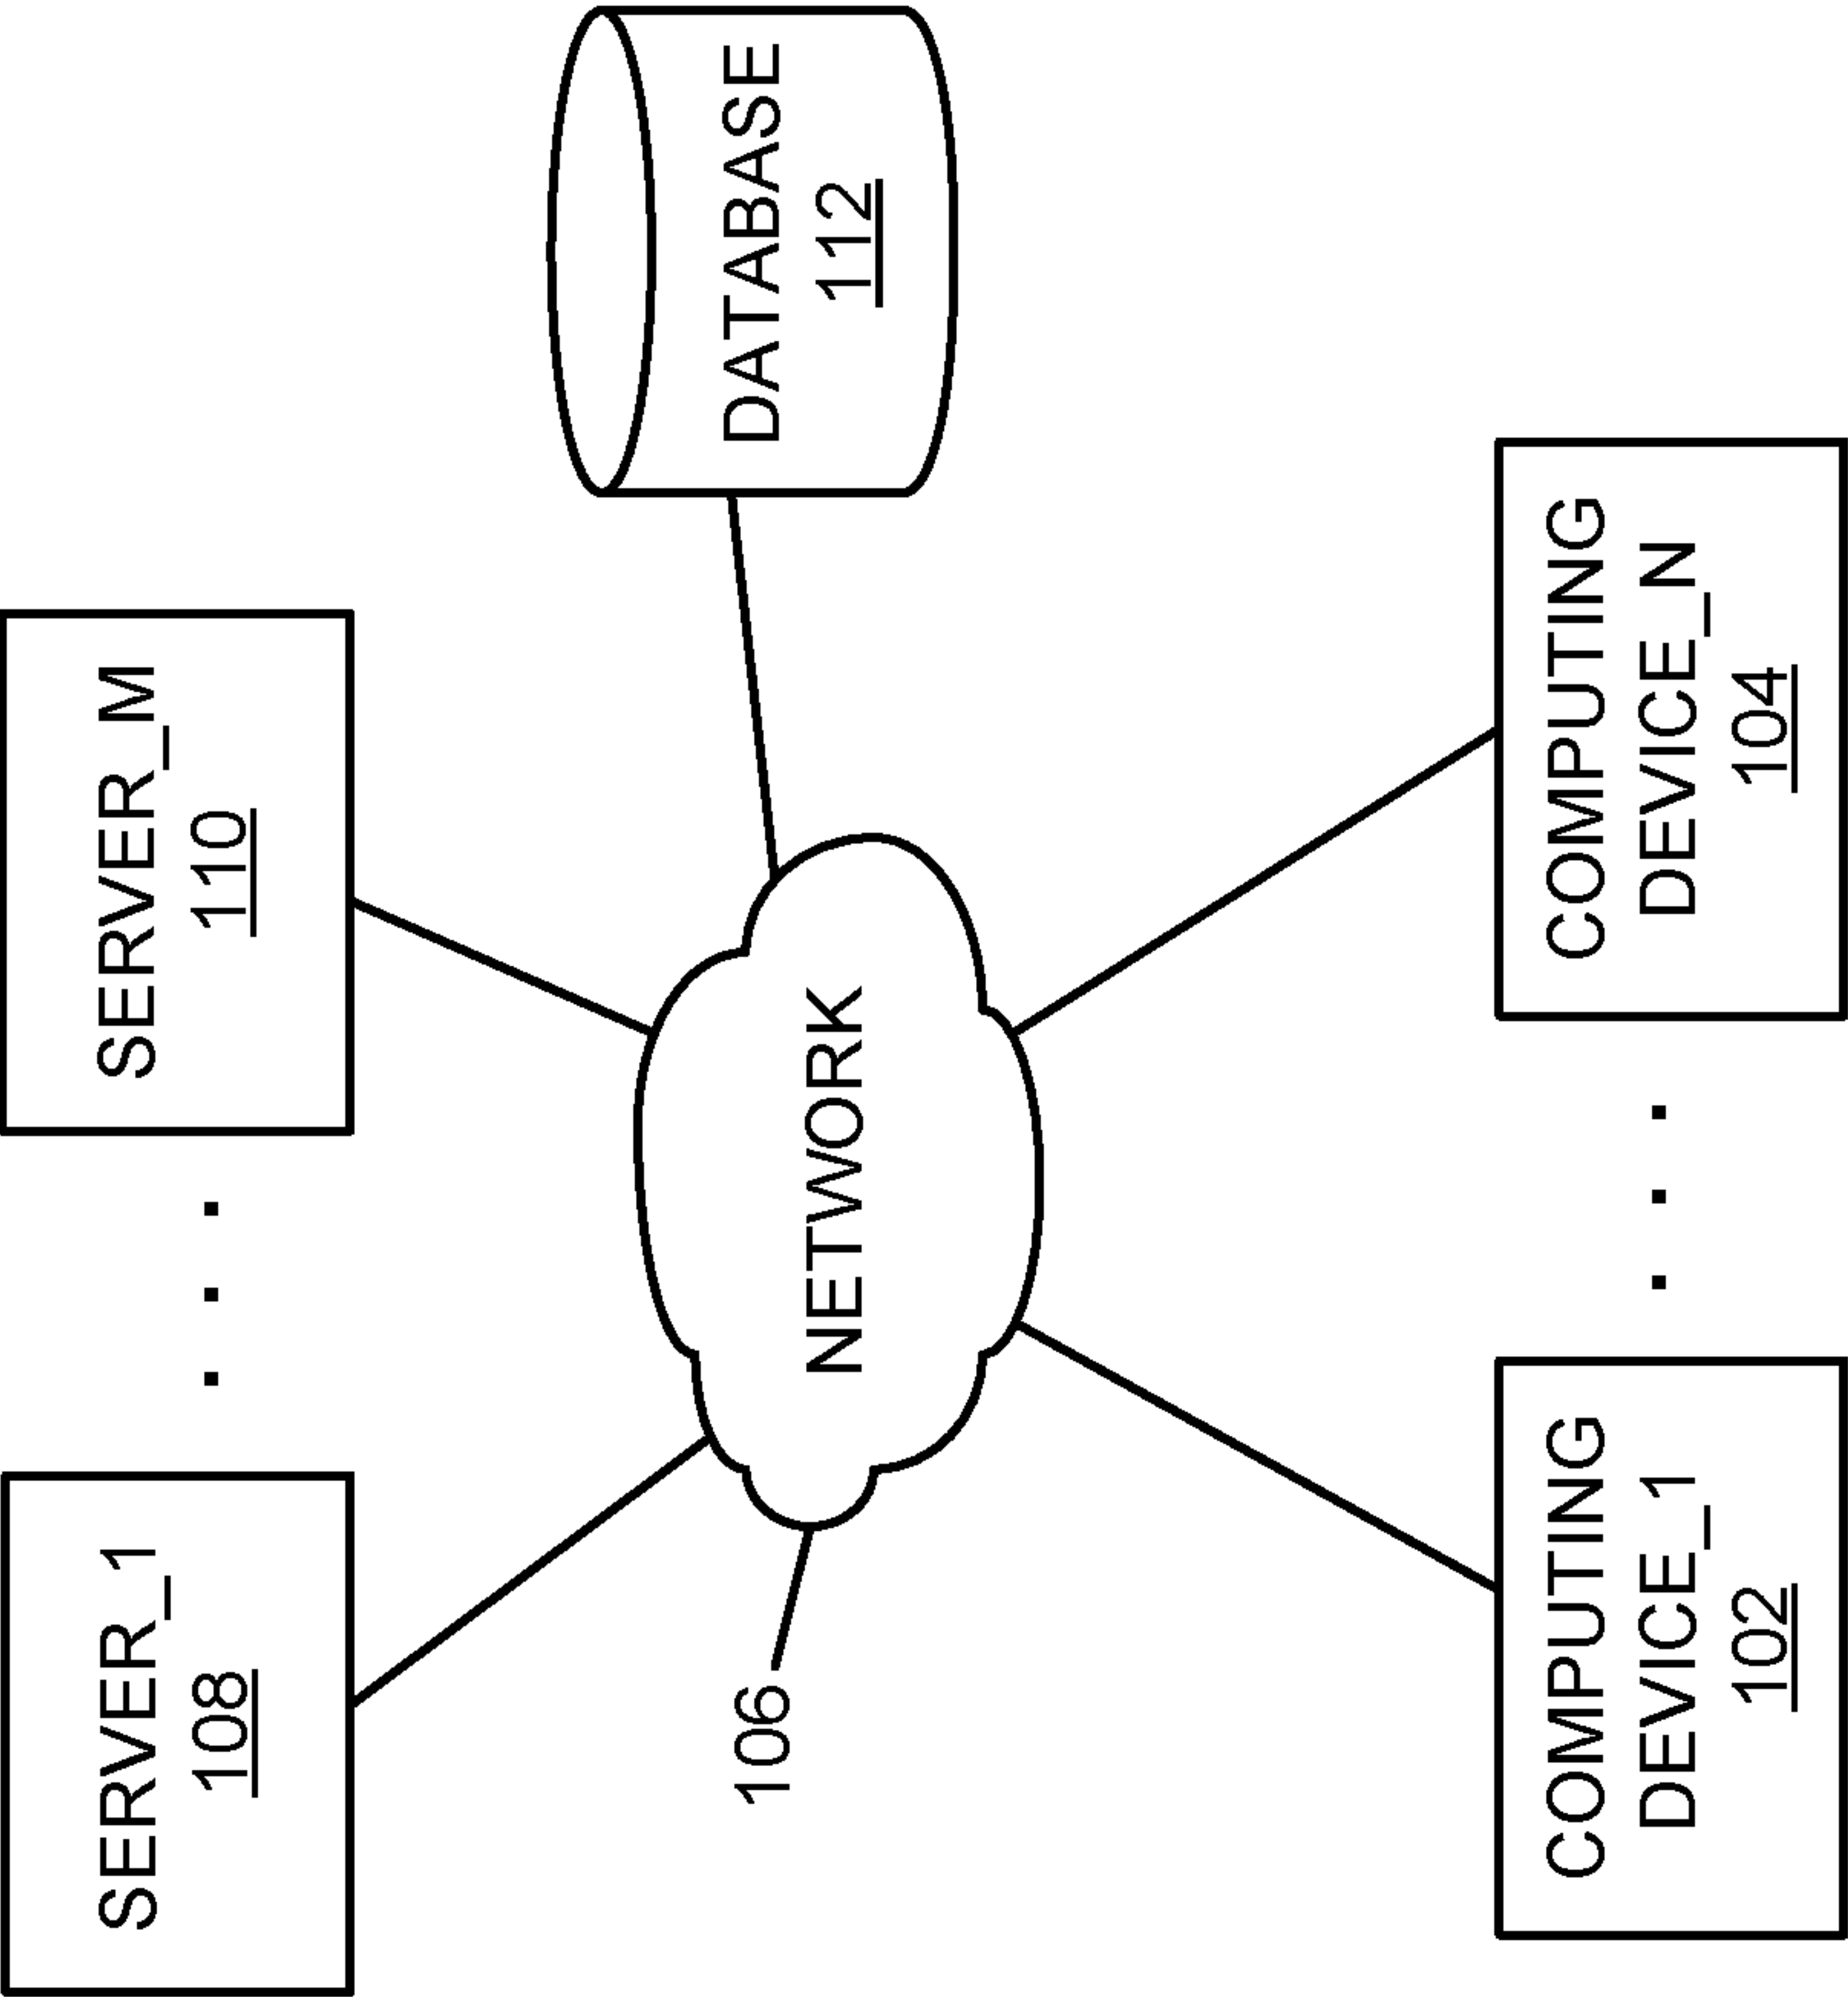 SERVER_1
108
SERVER_M
110
DATABASE
112
NETWORK
106
COMPUTING
DEVICE_1
102
COMPUTING
DEVICE_N
104